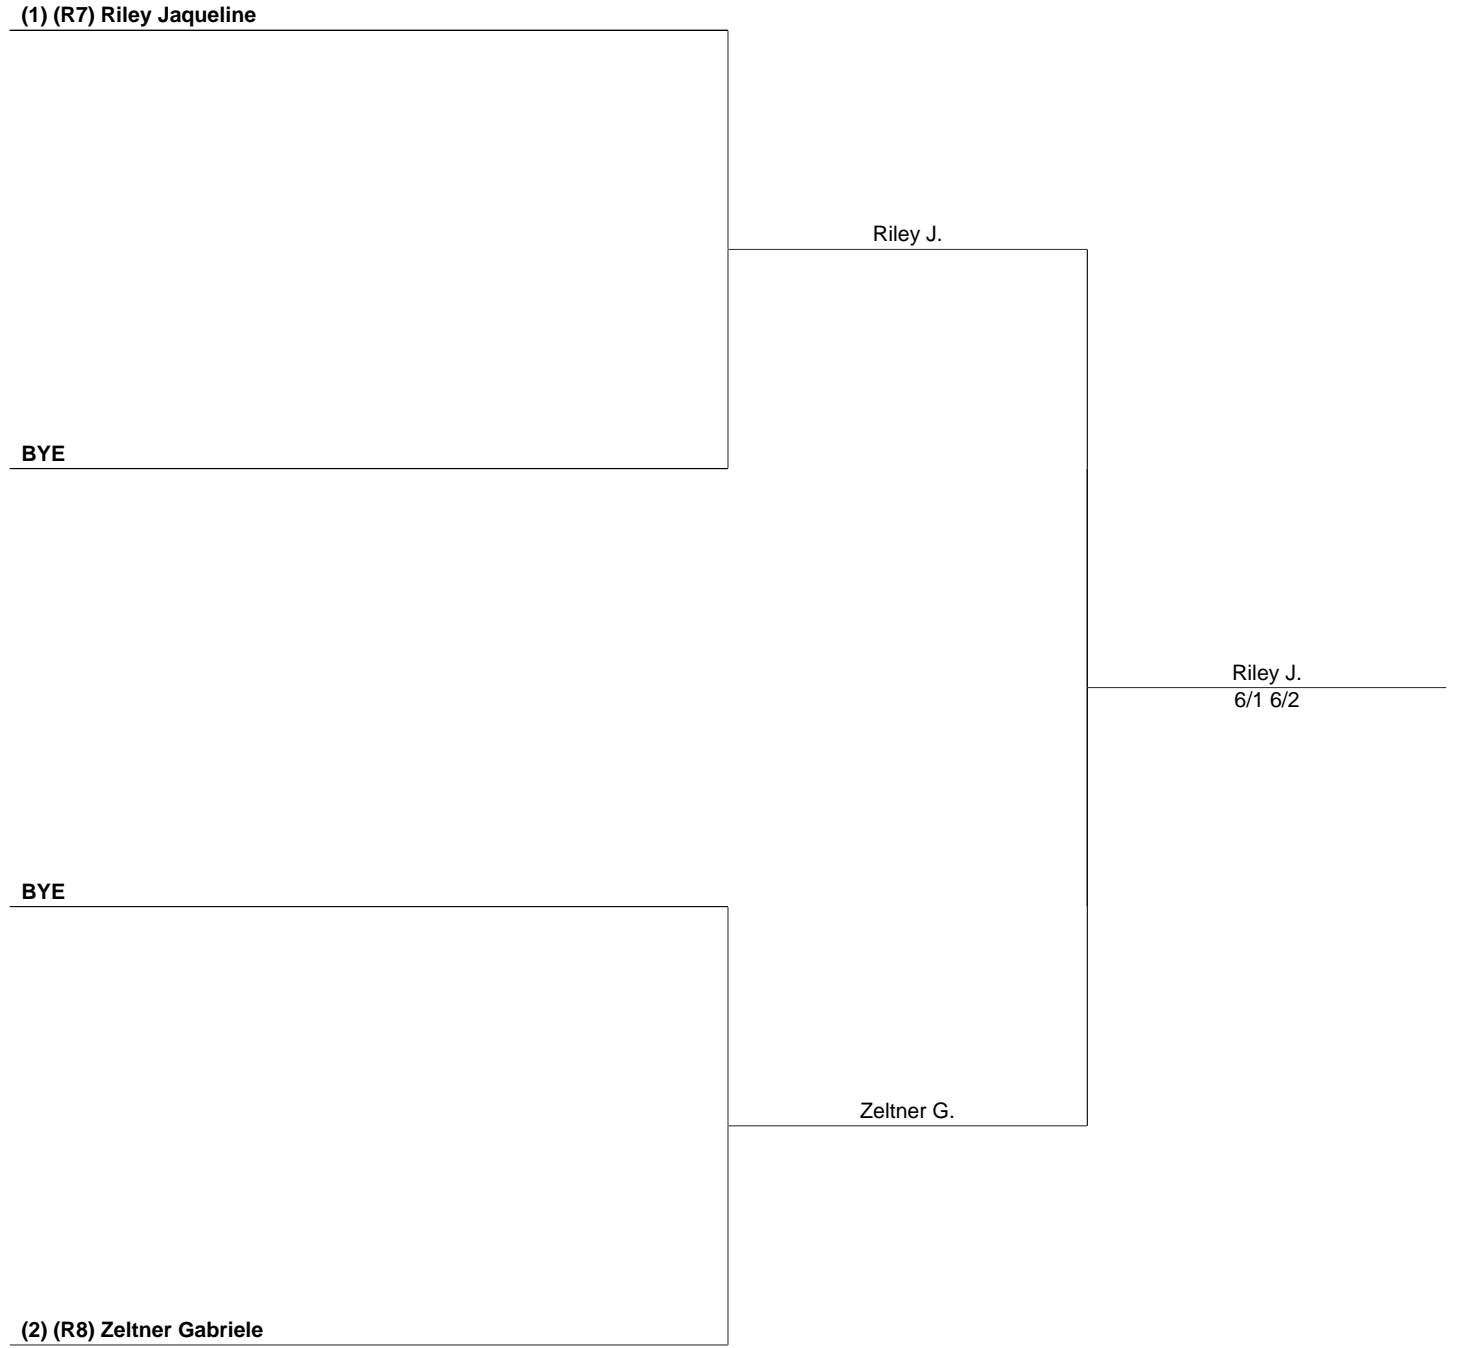 (1) (R7) Riley Jaqueline
Riley J.
BYE
Riley J.
6/1 6/2
BYE
Zeltner G.
(2) (R8) Zeltner Gabriele